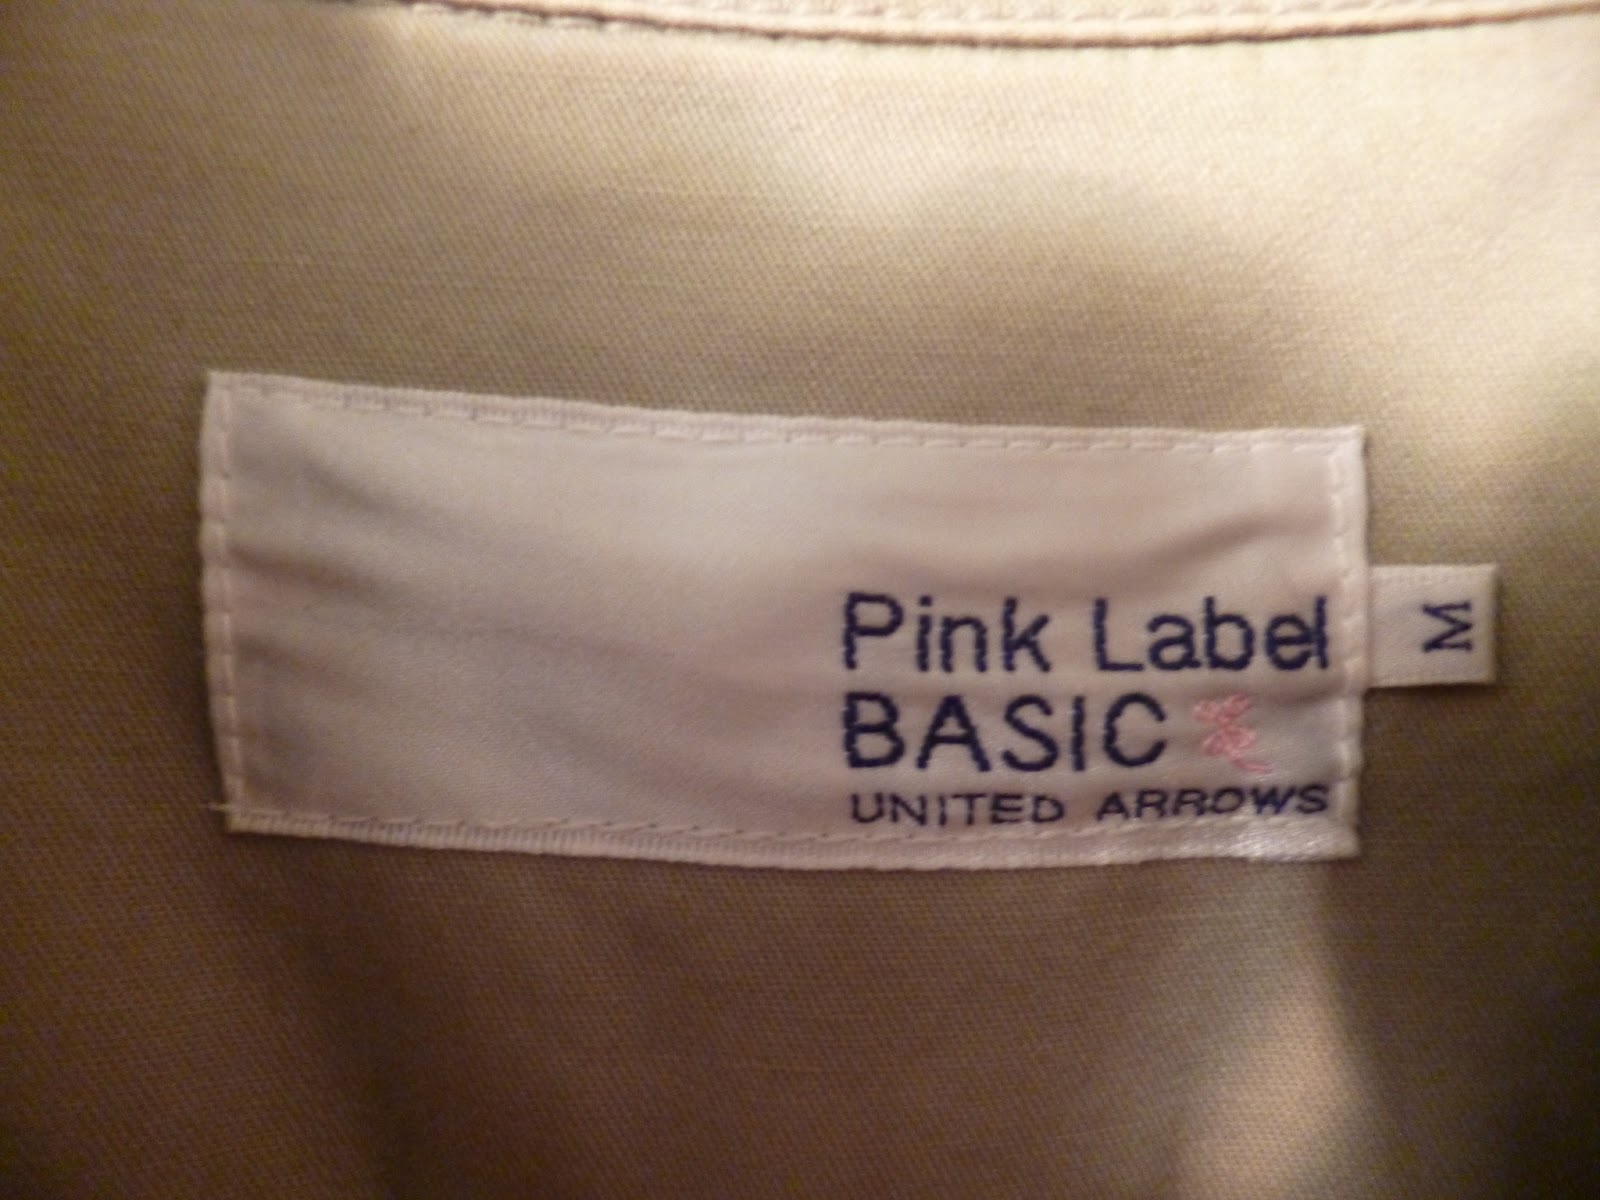 Pink Label
BASIC
UNITED ARROWS
M